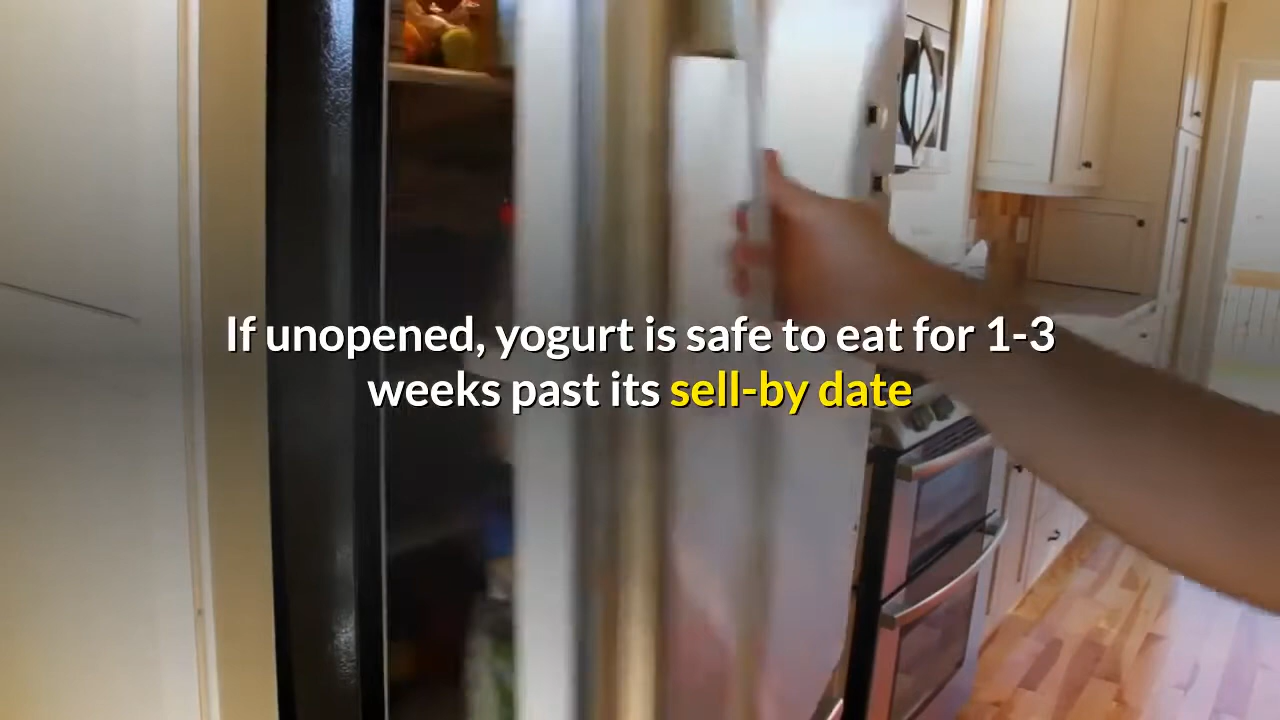 If unopened, yogurt is safe to eat for 1-3
weeks past its sell-by date